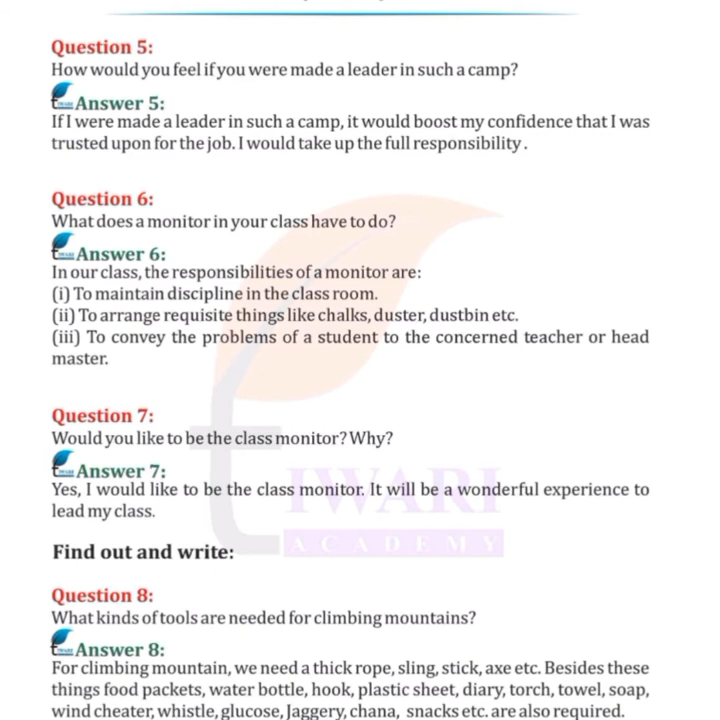 Question 5:
How would you feel if you were made a leader in such a camp?
Answer 5:
If I were made a leader in such a camp, it would boost my confidence that I was
trusted upon for the job. I would take up the full responsibility.
Question 6:
What does a monitor in your class have to do?
Answer 6:
In our class, the responsibilities of a monitor are:
(i) To maintain discipline in the class room.
(ii) To arrange requisite things like chalks, duster, dustbin etc.
(iii) To convey the problems of a student to the concerned teacher or head
master.
Question 7:
Would you like to be the class monitor? Why?
Answer 7:
Yes, I would like to be the class monitor. It will be a wonderful experience to
lead my class.
IWARI
ACADEMY
Find out and write:
Question 8:
What kinds of tools are needed for climbing mountains?
Answer 8:
For climbing mountain, we need a thick rope, sling, stick, axe etc. Besides these
things food packets, water bottle, hook, plastic sheet, diary, torch, towel, soap,
wind cheater, whistle, glucose, Jaggery, chana, snacks etc. are also required.